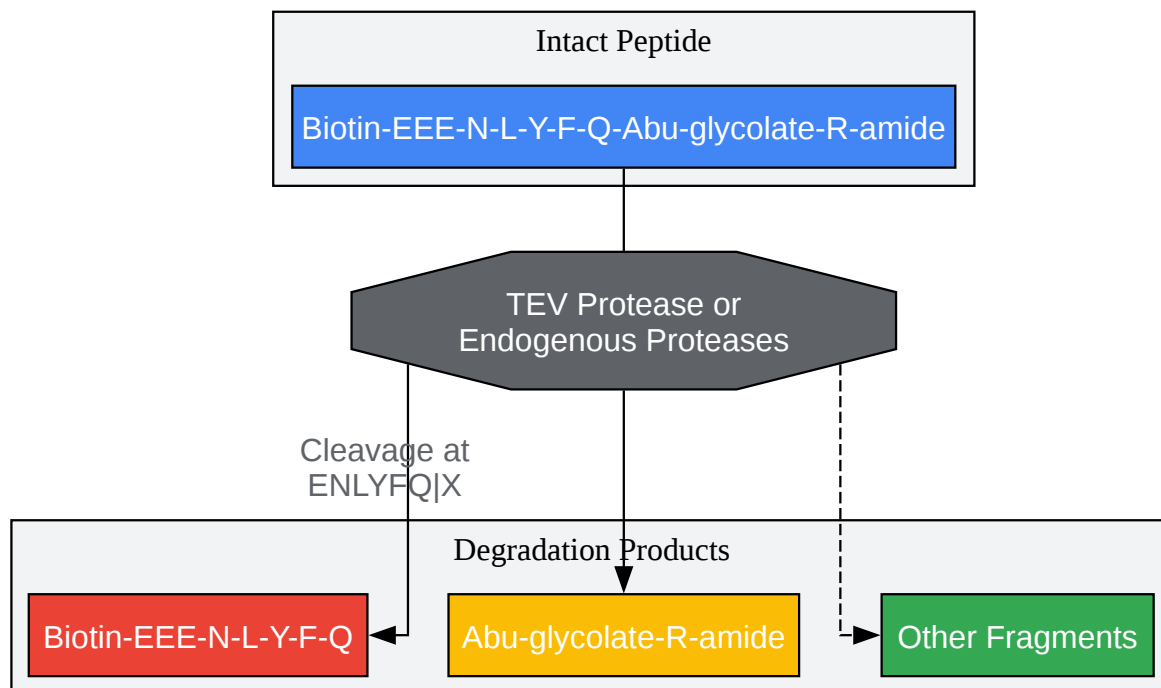 Intact Peptide
Biotin-EEE-N-L-Y-F-Q-Abu-glycolate-R-amide
TEV Protease or
Endogenous Proteases
Cleavage at
ENLYFQ|X
Degradation Products
Biotin-EEE-N-L-Y-F-Q
Abu-glycolate-R-amide
Other Fragments